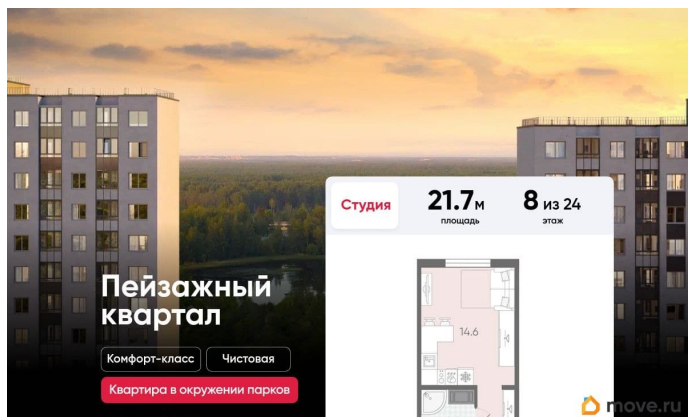 Студия
21.7 м
площадь
8 из 24
этаж
Пейзажный
квартал
14.6
Комфорт-класс
Чистовая
Квартира в окружении парков
move.ru